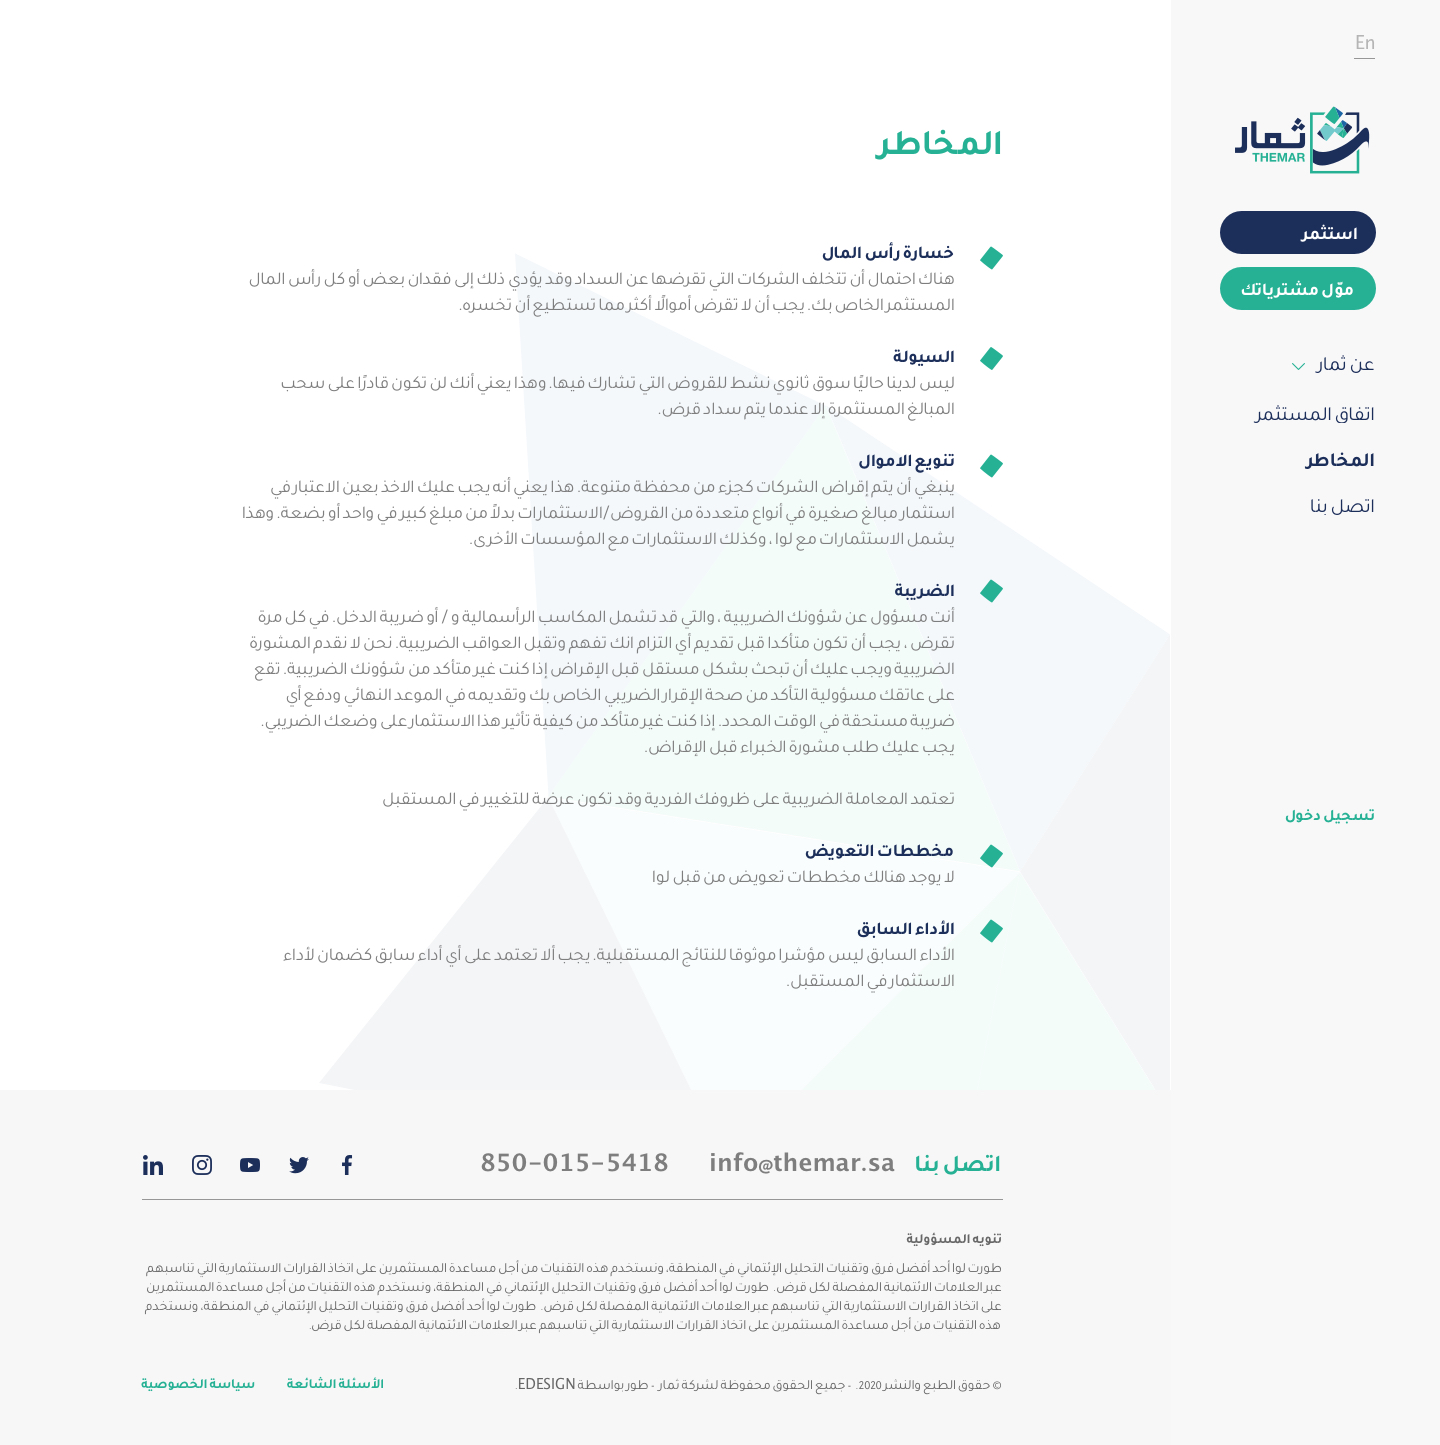 En
ثمار
THEMAR
استثمر
موّل مشترياتك
عن ثمار
اتفاق المستثمر
المخاطر
اتصل بنا
تسجيل دخول
المخاطر
خسارة رأس المال
هناك احتمال أن تتخلف الشركات التي تقرضها عن السداد وقد يؤدي ذلك إلى فقدان بعض أو كل رأس المال
المستثمر الخاص بك. يجب أن لا تقرض أموالًا أكثر مما تستطيع أن تخسره.
السيولة
ليس لدينا حاليًا سوق ثانوي نشط للقروض التي تشارك فيها. وهذا يعني أنك لن تكون قادرًا على سحب
المبالغ المستثمرة إلا عندما يتم سداد قرض.
تنويع الاموال
ينبغي أن يتم إقراض الشركات كجزء من محفظة متنوعة. هذا يعني أنه يجب عليك الاخذ بعين الاعتبار في
استثمار مبالغ صغيرة في أنواع متعددة من القروض/الاستثمارات بدلاً من مبلغ كبير في واحد أو بضعة. وهذا
يشمل الاستثمارات مع لوا ، وكذلك الاستثمارات مع المؤسسات الأخرى.
الضريبة
أنت مسؤول عن شؤونك الضريبية ، والتي قد تشمل المكاسب الرأسمالية و / أو ضريبة الدخل. في كل مرة
تقرض ، يجب أن تكون متأكدا قبل تقديم أي التزام انك تفهم وتقبل العواقب الضريبية. نحن لا نقدم المشورة
الضريبية ويجب عليك أن تبحث بشكل مستقل قبل الإقراض إذا كنت غير متأكد من شؤونك الضريبية. تقع
على عاتقك مسؤولية التأكد من صحة الإقرار الضريبي الخاص بك وتقديمه في الموعد النهائي ودفع أي
ضريبة مستحقة في الوقت المحدد. إذا كنت غير متأكد من كيفية تأثير هذا الاستثمار على وضعك الضريبي.
يجب عليك طلب مشورة الخبراء قبل الإقراض.
تعتمد المعاملة الضريبية على ظروفك الفردية وقد تكون عرضة للتغيير في المستقبل
مخططات التعويض
لا يوجد هنالك مخططات تعويض من قبل لوا
الأداء السابق
الأداء السابق ليس مؤشرا موثوقا للنتائج المستقبلية. يجب ألا تعتمد على أي أداء سابق كضمان لأداء
الاستثمار في المستقبل.
اتصل بنا info@themar.sa 850-015-5418
تنويه المسؤولية
طورت لوا أحد أفضل فرق وتقنيات التحليل الإئتماني في المنطقة، ونستخدم هذه التقنيات من أجل مساعدة المستثمرين على اتخاذ القرارات الاستثمارية التي تناسبهم
عبر العلامات الائتمانية المفصلة لكل قرض. طورت لوا أحد أفضل فرق وتقنيات التحليل الإئتماني في المنطقة، ونستخدم هذه التقنيات من أجل مساعدة المستثمرين
على اتخاذ القرارات الاستثمارية التي تناسبهم عبر العلامات الائتمانية المفصلة لكل قرض. طورت لوا أحد أفضل فرق وتقنيات التحليل الإئتماني في المنطقة، ونستخدم
هذه التقنيات من أجل مساعدة المستثمرين على اتخاذ القرارات الاستثمارية التي تناسبهم عبر العلامات الائتمانية المفصلة لكل قرض.
© حقوق الطبع والنشر 2020. - جميع الحقوق محفوظة لشركة ثمار - طور بواسطة EDESIGN.
الأسئلة الشائعة
سياسة الخصوصية